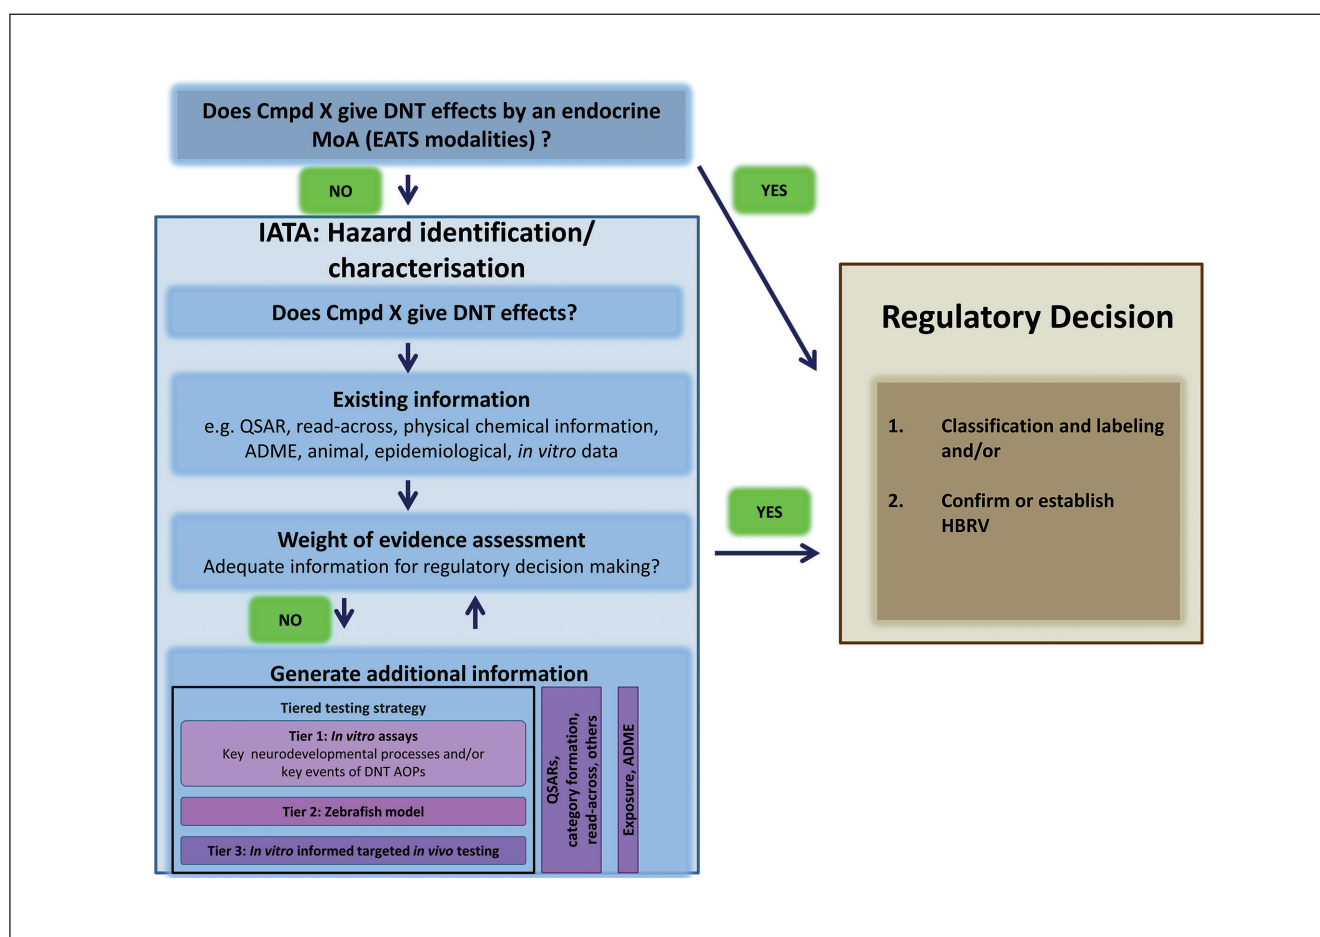 Does Cmpd X give DNT effects by an endocrine
MoA (EATS modalities) ?
NO
YES
IATA: Hazard identification/
characterisation
Does Cmpd X give DNT effects?
Existing information
e.g. QSAR, read-across, physical chemical information,
ADME, animal, epidemiological, in vitro data
Weight of evidence assessment
Adequate information for regulatory decision making?
YES
NO
Generate additional information
Tiered testing strategy
Tier 1: In vitro assays
Key neurodevelopmental processes and/or
key events of DNT AOPs
Tier 2: Zebrafish model
Tier 3: In vitro informed targeted in vivo testing
QSARs,
category formation,
read-across, others
Exposure, ADME
Regulatory Decision
1. Classification and labeling
and/or
2. Confirm or establish
HBRV